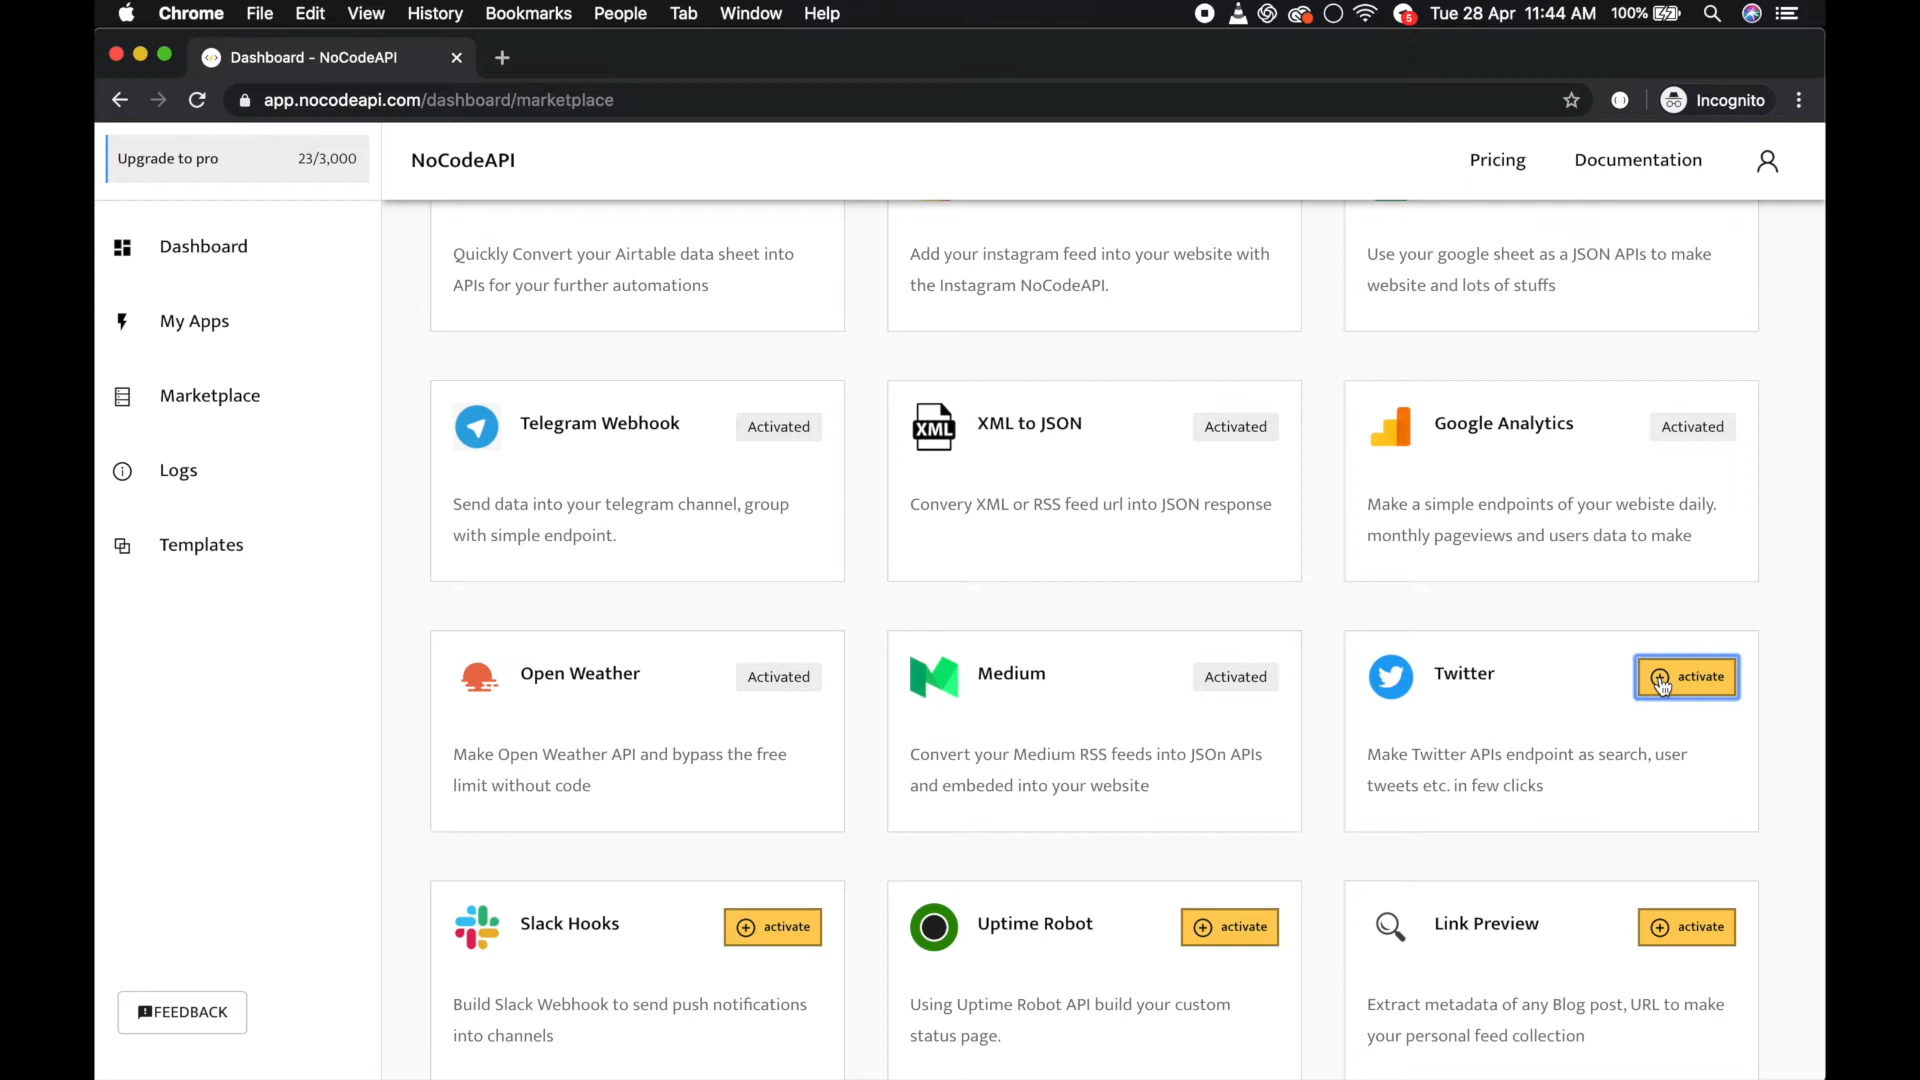 Chrome File Edit View History Bookmarks People Tab Window Help
5 Tue 28 Apr 11:44 AM 100%
Dashboard - NoCodeAPI
app.nocodeapi.com/dashboard/marketplace
Incognito
Upgrade to pro 23/3,000
NoCodeAPI
Pricing Documentation
Dashboard
My Apps
Marketplace
Logs
Templates
FEEDBACK
Quickly Convert your Airtable data sheet into
APIs for your further automations
Add your instagram feed into your website with
the Instagram NoCodeAPI.
Use your google sheet as a JSON APIs to make
website and lots of stuffs
Telegram Webhook Activated
Send data into your telegram channel, group
with simple endpoint.
XML
XML to JSON Activated
Convery XML or RSS feed url into JSON response
Google Analytics Activated
Make a simple endpoints of your webiste daily.
monthly pageviews and users data to make
Open Weather Activated
Make Open Weather API and bypass the free
limit without code
Medium Activated
Convert your Medium RSS feeds into JSOn APIs
and embeded into your website
Twitter activate
Make Twitter APIs endpoint as search, user
tweets etc. in few clicks
Slack Hooks activate
Build Slack Webhook to send push notifications
into channels
Uptime Robot activate
Using Uptime Robot API build your custom
status page.
Link Preview activate
Extract metadata of any Blog post, URL to make
your personal feed collection